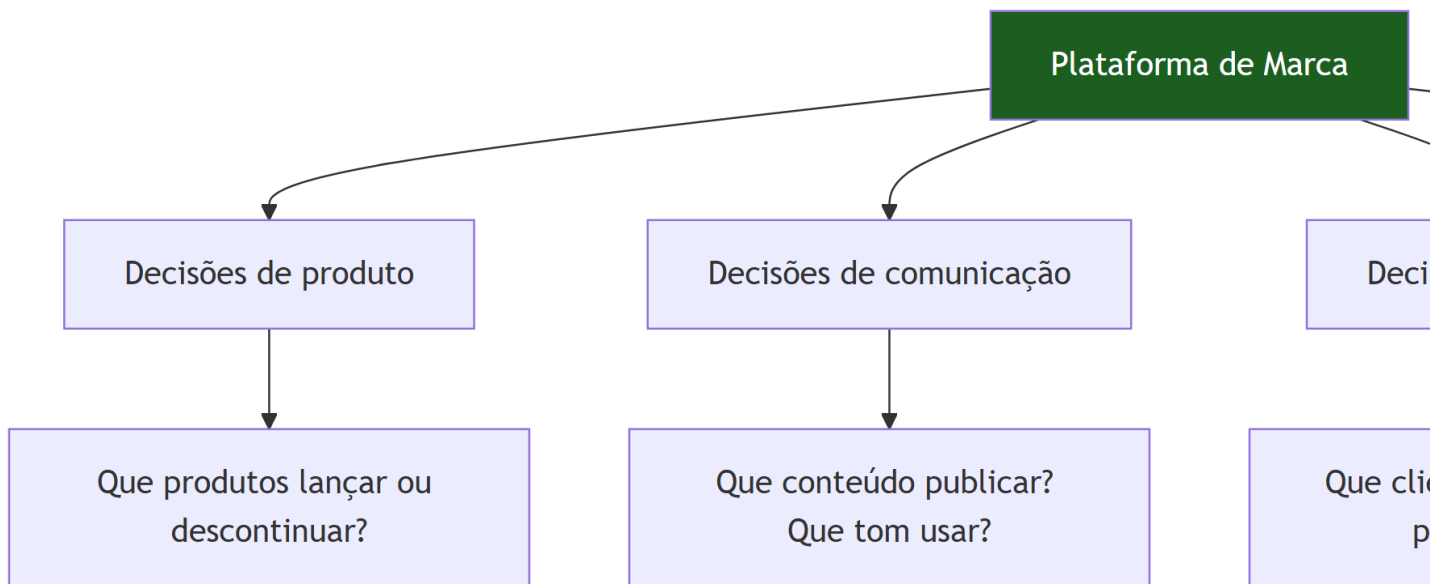 Plataforma de Marca
Decisões de produto
Decisões de comunicação
Que produtos lançar ou
descontinuar?
Que conteúdo publicar?
Que tom usar?
Que